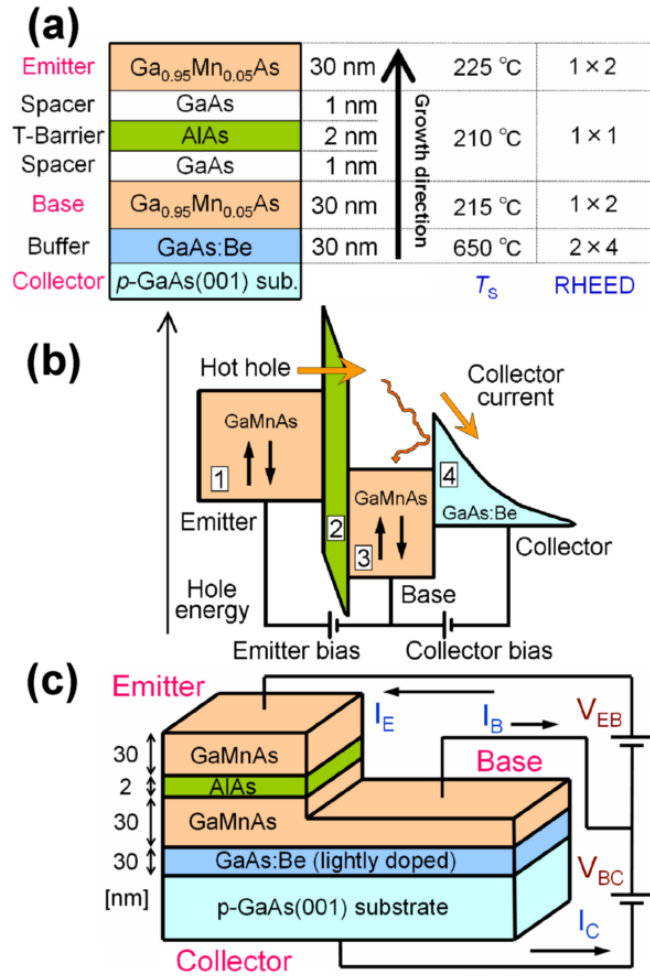 (a)
Emitter Ga0.95Mn0.05As 30 nm 225 °C 1 × 2
Spacer GaAs 1 nm
T-Barrier AlAs 2 nm 210 °C 1 × 1
Spacer GaAs 1 nm
Base Ga0.95Mn0.05As 30 nm 215 °C 1 × 2
Buffer GaAs:Be 30 nm 650 °C 2 × 4
Collector p-GaAs(001) sub. Ts RHEED
Growth direction
(b)
Hot hole
Collector
current
GaMnAs
1
Emitter
2
GaMnAs
3
4
GaAs:Be
Collector
Base
Hole
energy
Emitter bias
Collector bias
(c)
Emitter
IE
IB
VEB
Base
30 GaMnAs
2 AlAs
30 GaMnAs
30 GaAs:Be (lightly doped)
VBC
[nm]
p-GaAs(001) substrate
IC
Collector